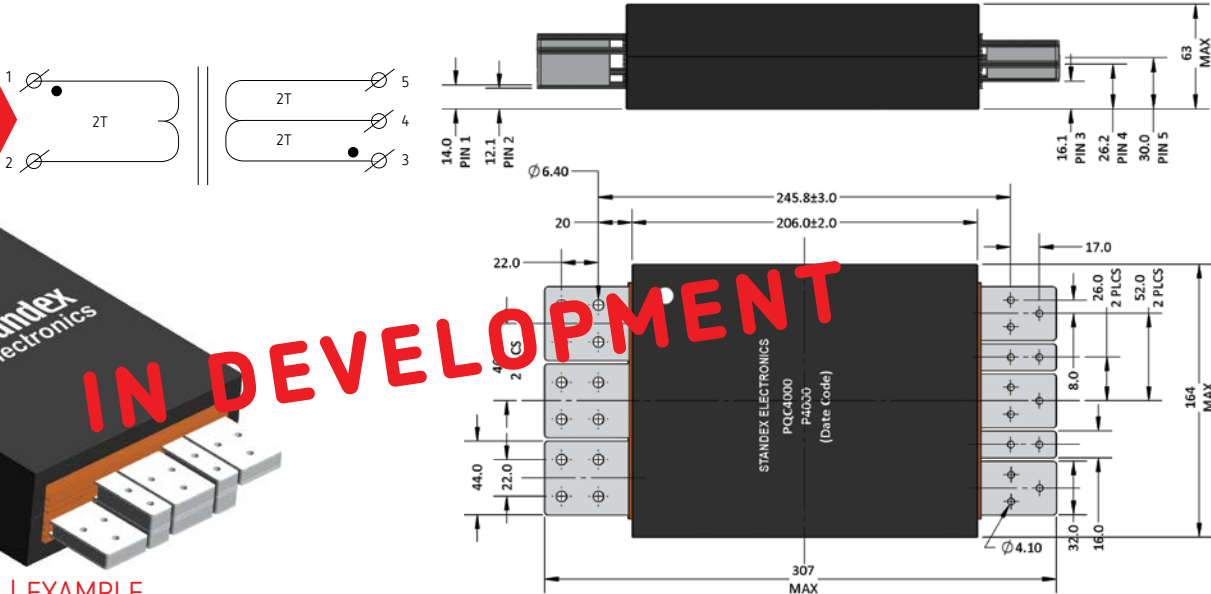 1
2T
2
2T
2T
5
4
3
14.0
PIN 1
12.1
PIN 2
63
MAX
16.1
PIN 3
26.2
PIN 4
30.0
PIN 5
Ø6.40
245.8±3.0
20
206.0±2.0
22.0
17.0
26.0
2 PLCS
52.0
2 PLCS
8.0
164
MAX
44.0
22.0
STANDEX ELECTRONICS
PQC4000
P4000
(Date Code)
32.0
16.0
Ø4.10
307
MAX
IN DEVELOPMENT
| EXAMPLE